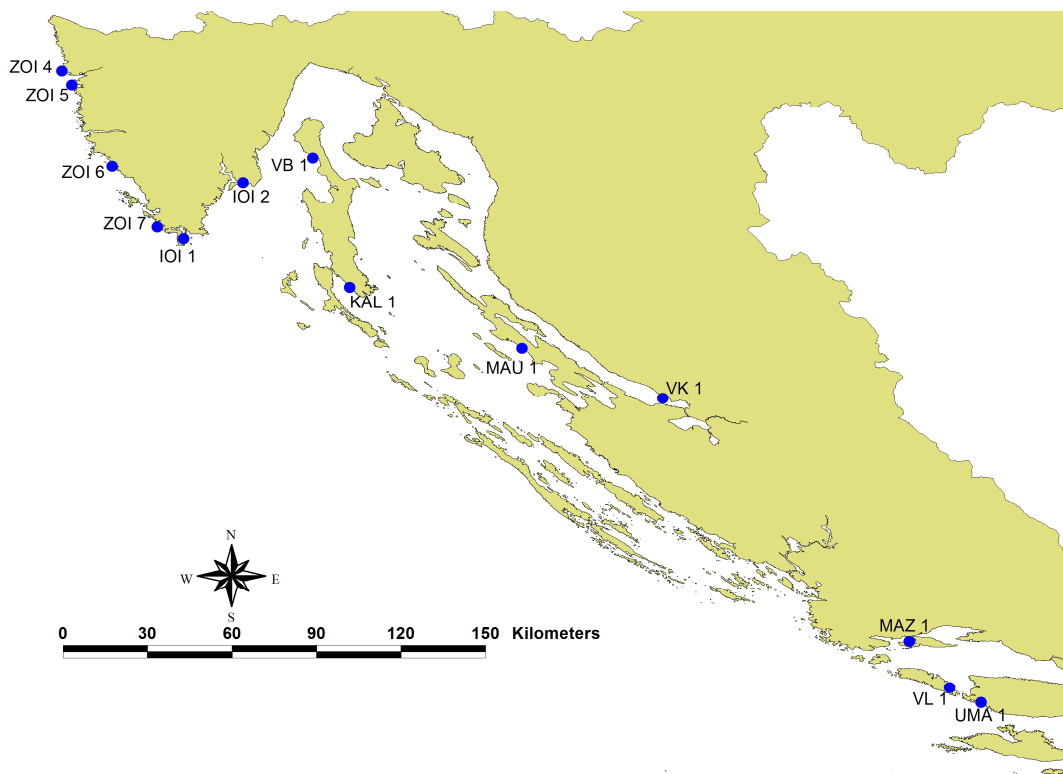 ZOI 4
ZOI 5
VB 1
ZOI 6
IOI 2
ZOI 7
IOI 1
KAL 1
MAU 1
VK 1
N
W E
S
0 30 60 90 120 150 Kilometers
MAZ 1
VL 1
UMA 1